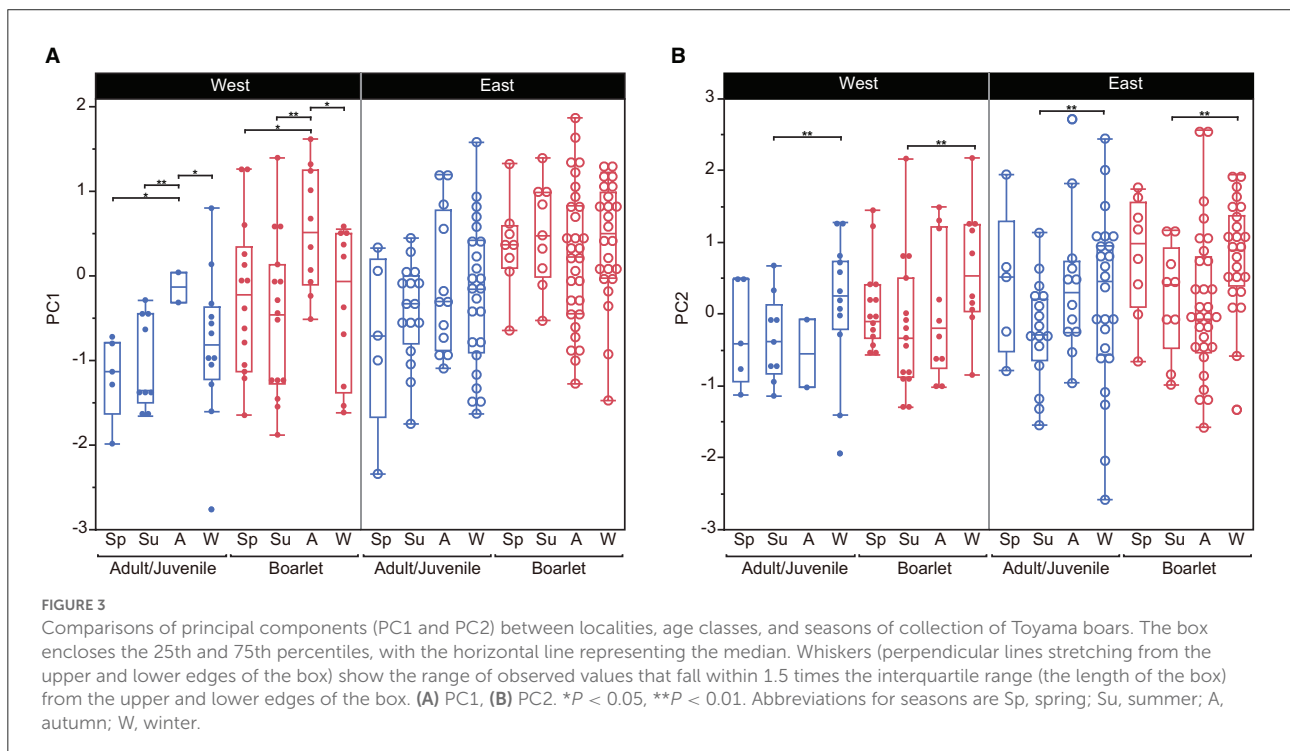 A
B
West East
West East
** *
*
** *
*
** **
** **
2
1
0
-1
-2
-3
PC1
3
2
1
0
-1
-2
-3
PC2
Sp Su A W Sp Su A W Sp Su A W Sp Su A W
Adult/Juvenile Boarlet Adult/Juvenile Boarlet
Sp Su A W Sp Su A W Sp Su A W Sp Su A W
Adult/Juvenile Boarlet Adult/Juvenile Boarlet
FIGURE 3
Comparisons of principal components (PC1 and PC2) between localities, age classes, and seasons of collection of Toyama boars. The box
encloses the 25th and 75th percentiles, with the horizontal line representing the median. Whiskers (perpendicular lines stretching from the
upper and lower edges of the box) show the range of observed values that fall within 1.5 times the interquartile range (the length of the box)
from the upper and lower edges of the box. (A) PC1, (B) PC2. *P < 0.05, **P < 0.01. Abbreviations for seasons are Sp, spring; Su, summer; A,
autumn; W, winter.